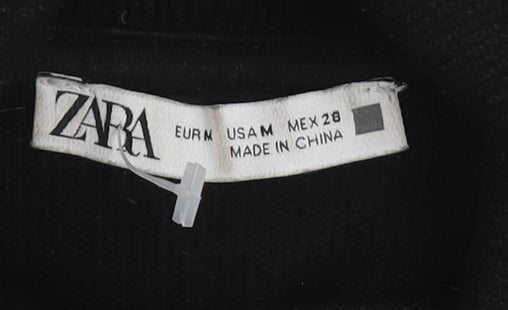 ZARA
EUR M USA M MEX 28
MADE IN CHINA